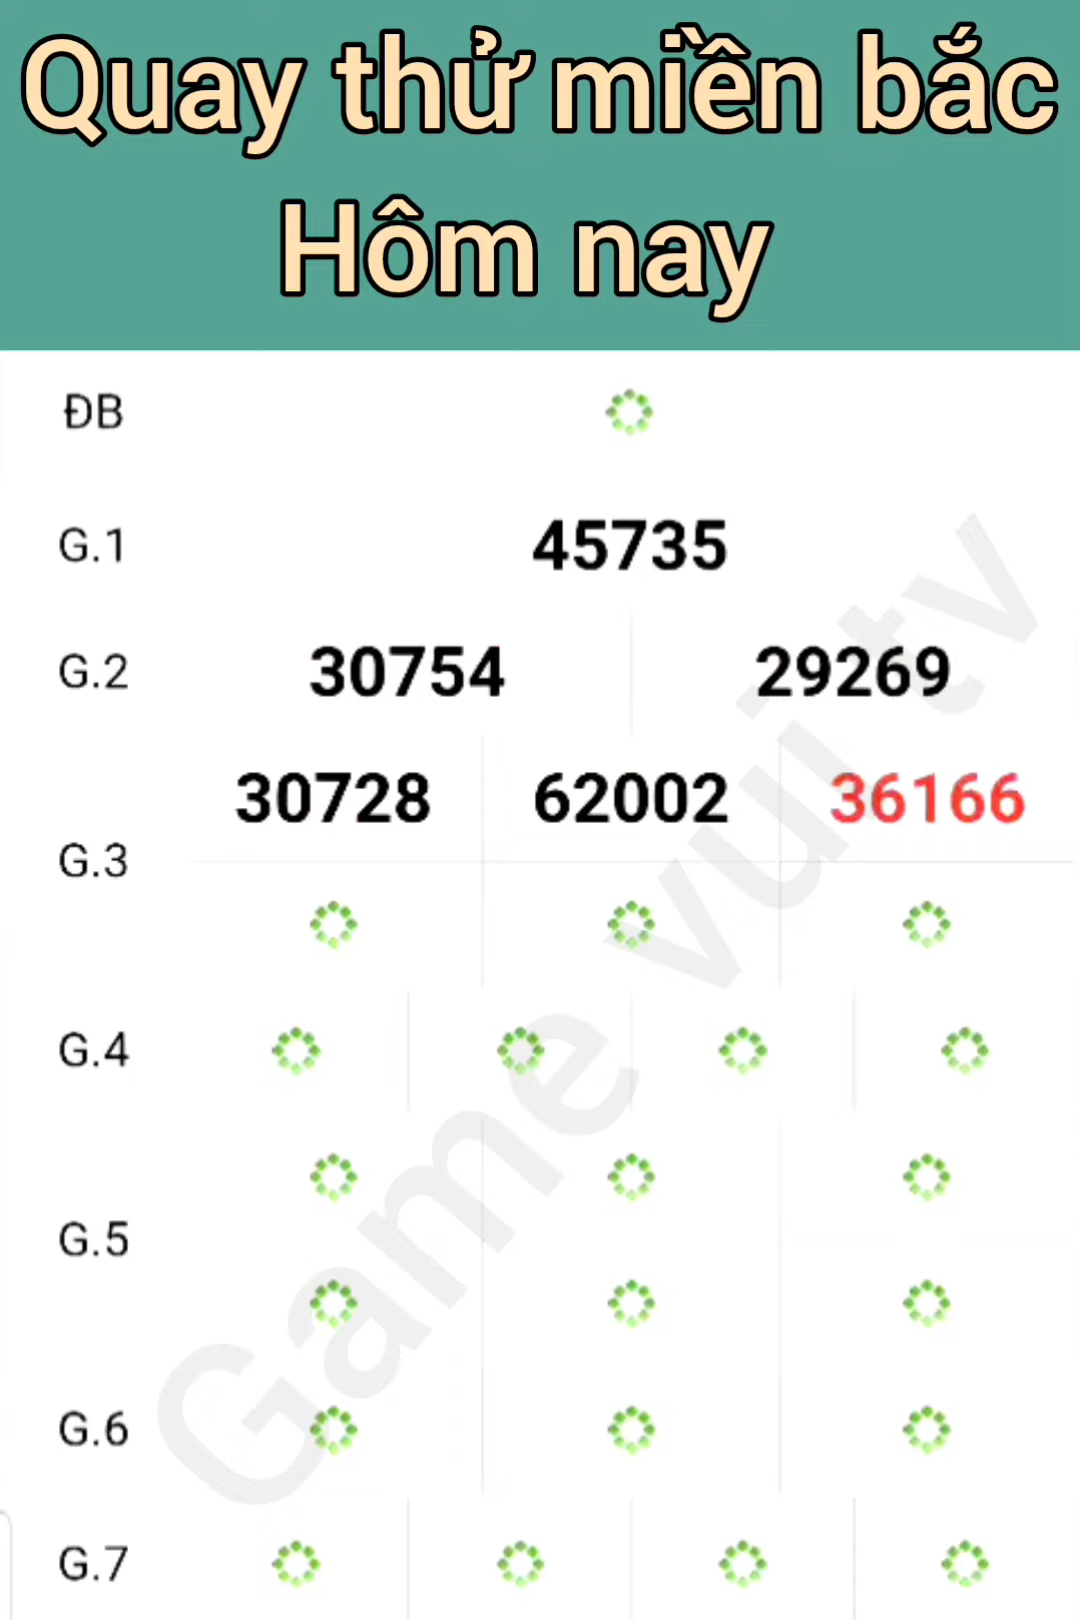 Quay thử miền bắc
Hôm nay
ĐB
G.1 45735
G.2 30754 29269
30728 62002 36166
G.3
G.4
G.5
G.6
G.7
Game vui tv